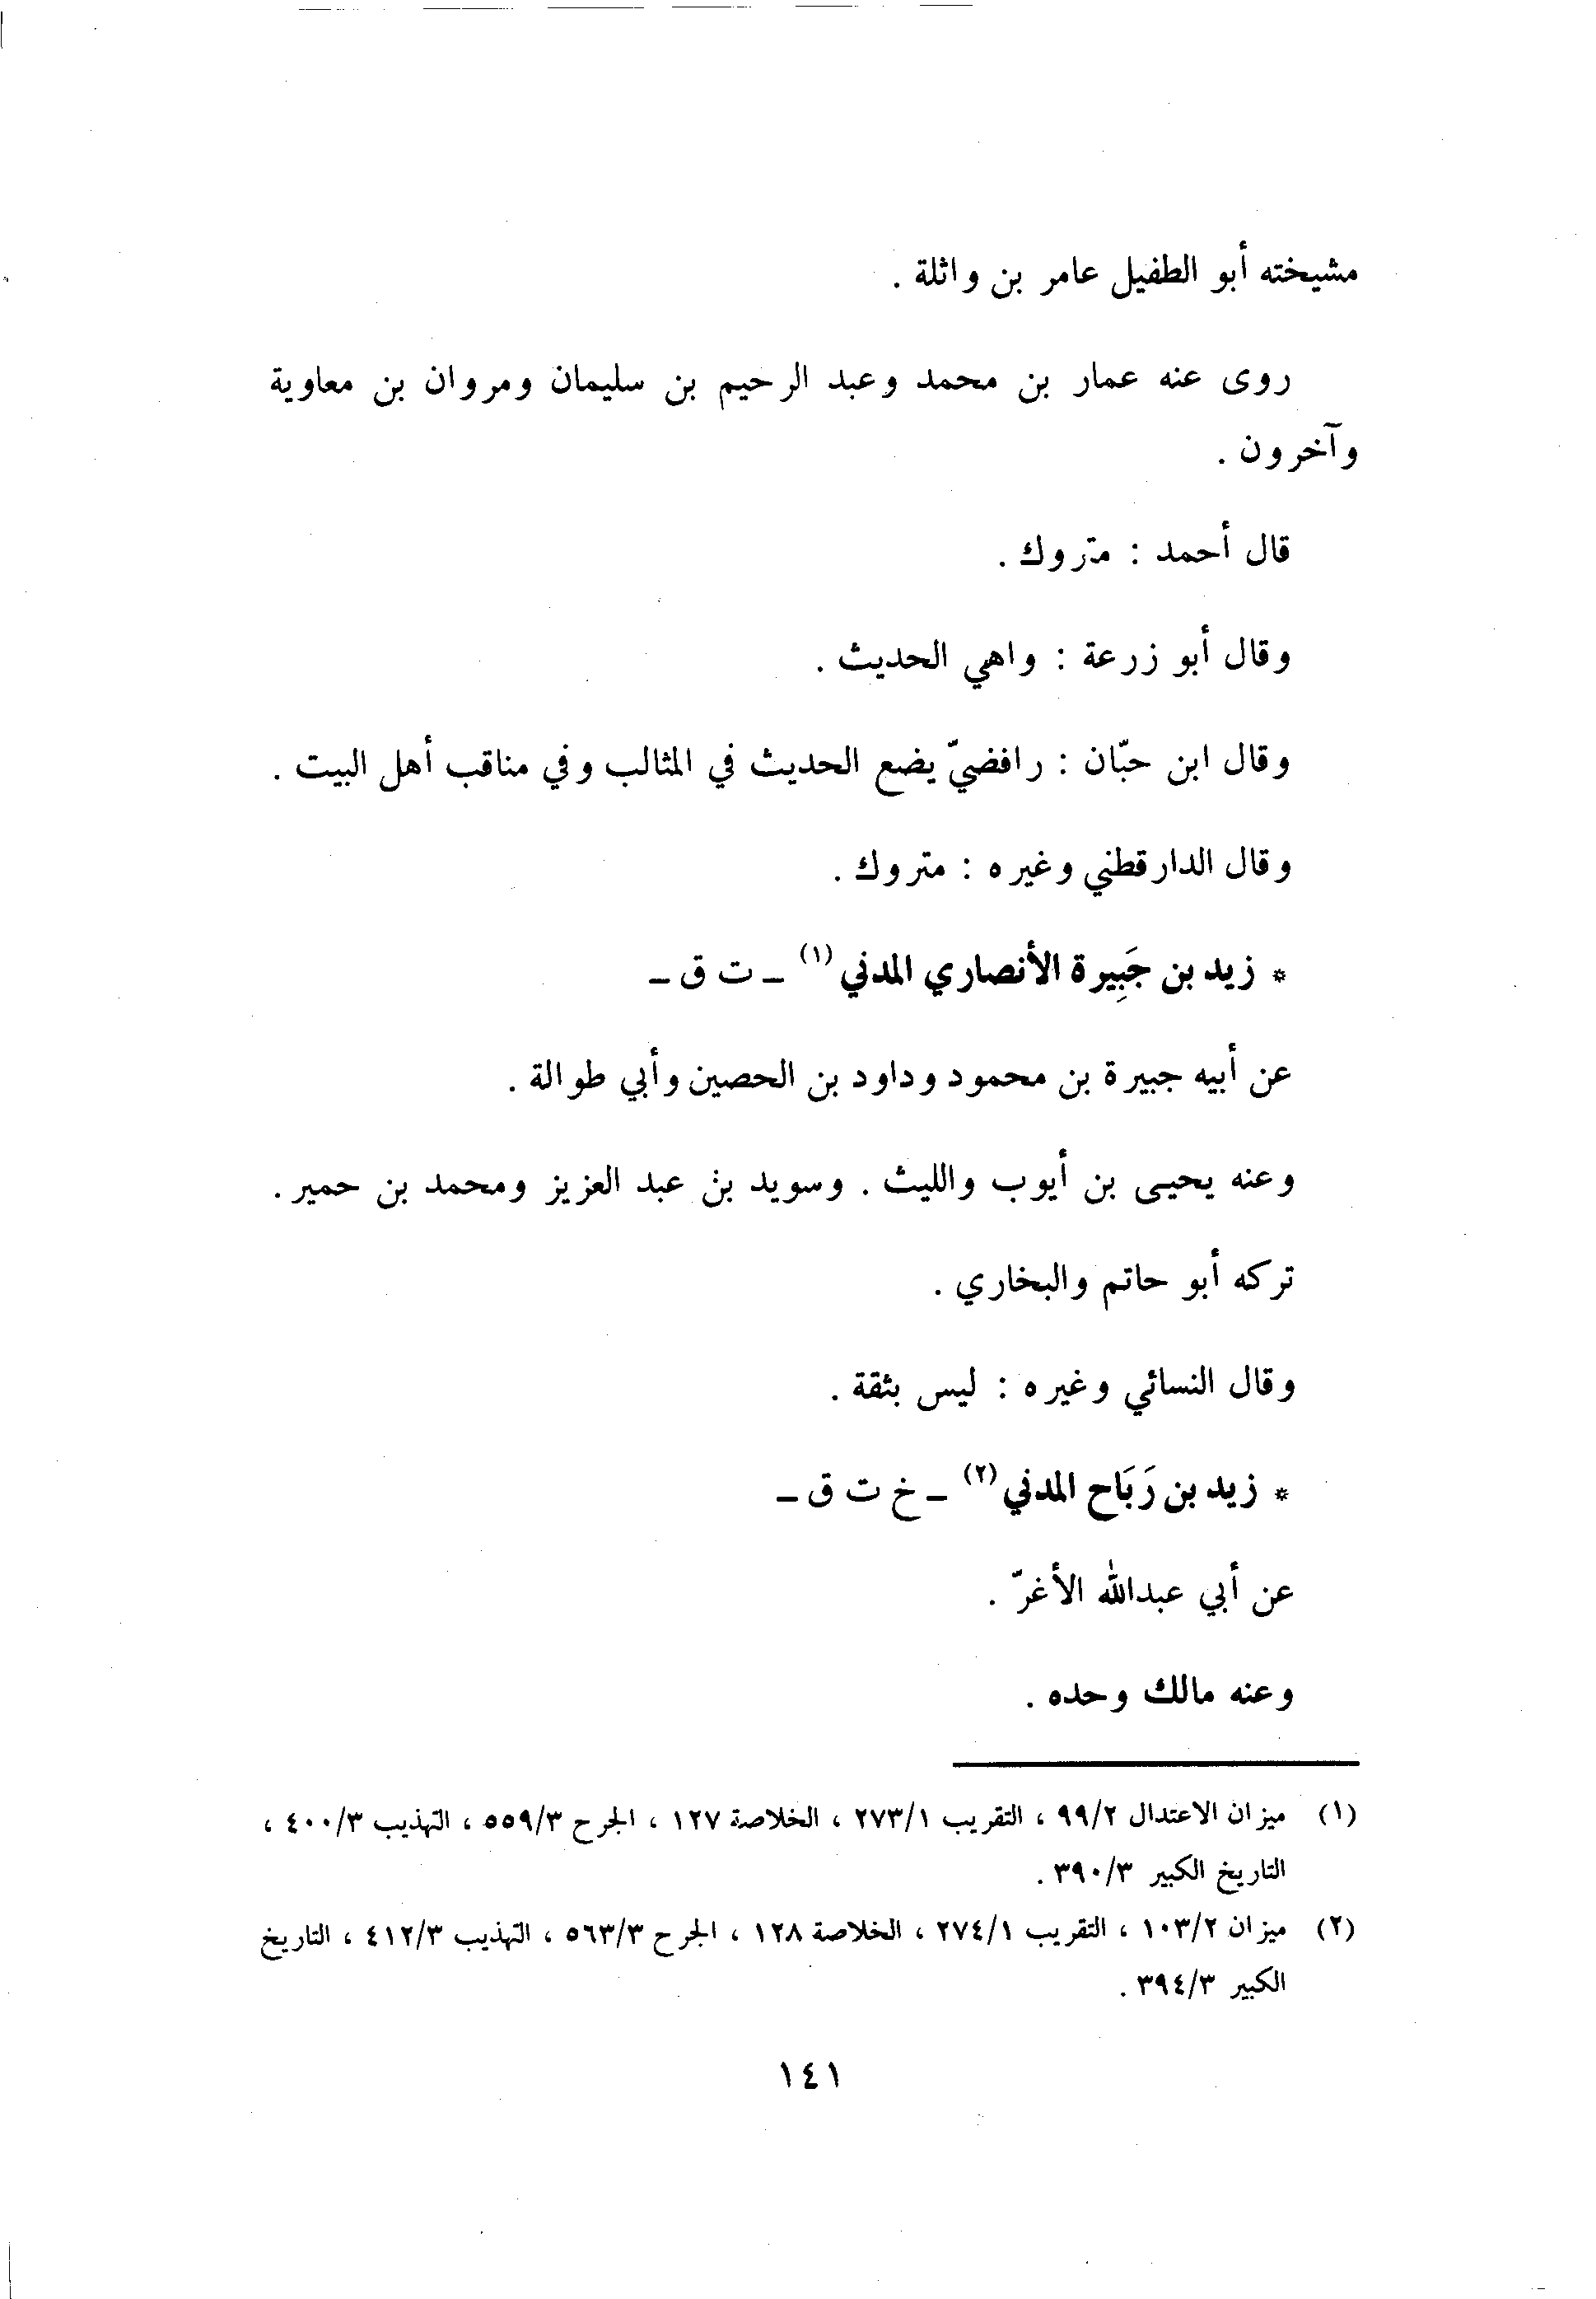 مشيخته أبو الطفيل عامر بن واثلة .
روى عنه عمار بن محمد وعبد الرحيم بن سليمان ومروان بن معاوية
وآخرون .
قال أحمد : متروك .
وقال أبو زرعة : واهي الحديث .
وقال ابن حبّان : رافضيّ يضع الحديث في المثالب وفي مناقب أهل البيت .
وقال الدارقطني وغيره : متروك .
* زيد بن جَبِيرة الأنصاري المدني (١) ـ ت ق ـ
عن أبيه جبيرة بن محمود وداود بن الحصين وأبي طوالة .
وعنه يحيى بن أيوب والليث . وسويد بن عبد العزيز ومحمد بن حمير .
تركه أبو حاتم والبخاري .
وقال النسائي وغيره : ليس بثقة .
* زيد بن رَبَاح المدني (٢) ـ خ ت ق ـ
عن أبي عبدالله الأغرّ .
وعنه مالك وحده .
(١) ميزان الاعتدال ٩٩/٢ ، التقريب ٢٧٣/١ ، الخلاصة ١٢٧ ، الجرح ٥٥٩/٣ ، التهذيب ٤٠٠/٣ ،
التاريخ الكبير ٣٩٠/٣ .
(٢) ميزان ١٠٣/٢ ، التقريب ٢٧٤/١ ، الخلاصة ١٢٨ ، الجرح ٥٦٣/٣ ، التهذيب ٤١٢/٣ ، التاريخ
الكبير ٣٩٤/٣ .
١٤١